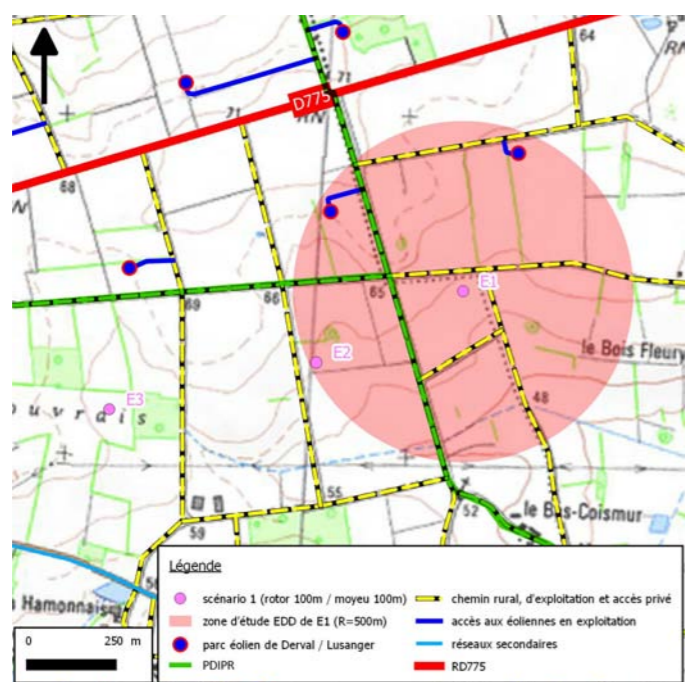 64
71
D775
71
68
E1
65
66
69
le Bois Fleury
E2
E3
ouvrais
48
55
52
le Bas-Coismur
59
Hamonnais
Légende
scénario 1 (rotor 100m / moyeu 100m)
zone d'étude EDD de E1 (R=500m)
parc éolien de Derval / Lusanger
PDIPR
chemin rural, d'exploitation et accès privé
accès aux éoliennes en exploitation
réseaux secondaires
RD775
0 250 m